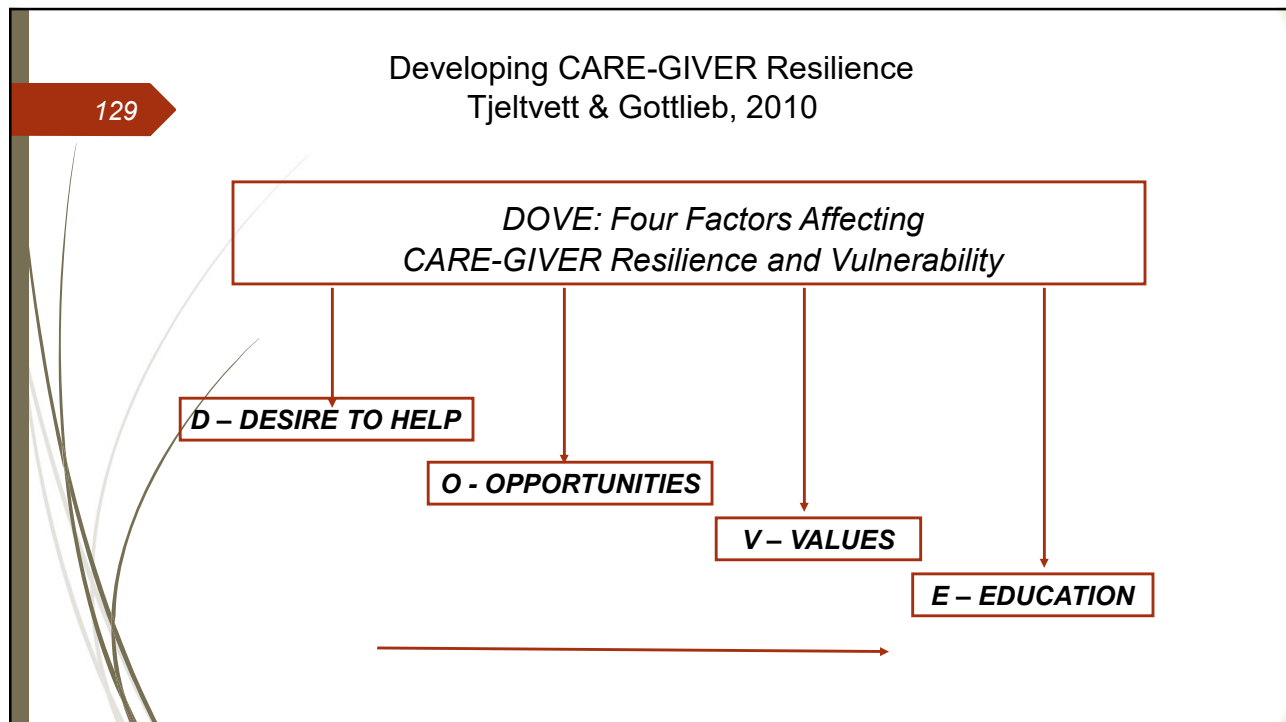 Developing CARE-GIVER Resilience
Tjeltvett & Gottlieb, 2010
129
DOVE: Four Factors Affecting
CARE-GIVER Resilience and Vulnerability
D – DESIRE TO HELP
O - OPPORTUNITIES
V – VALUES
E – EDUCATION